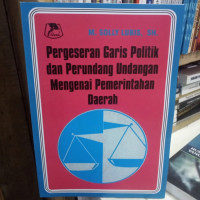 Pergeseran Garis Politik
dan Perundang Undangan
Mengenai Pemerintahan
Daerah